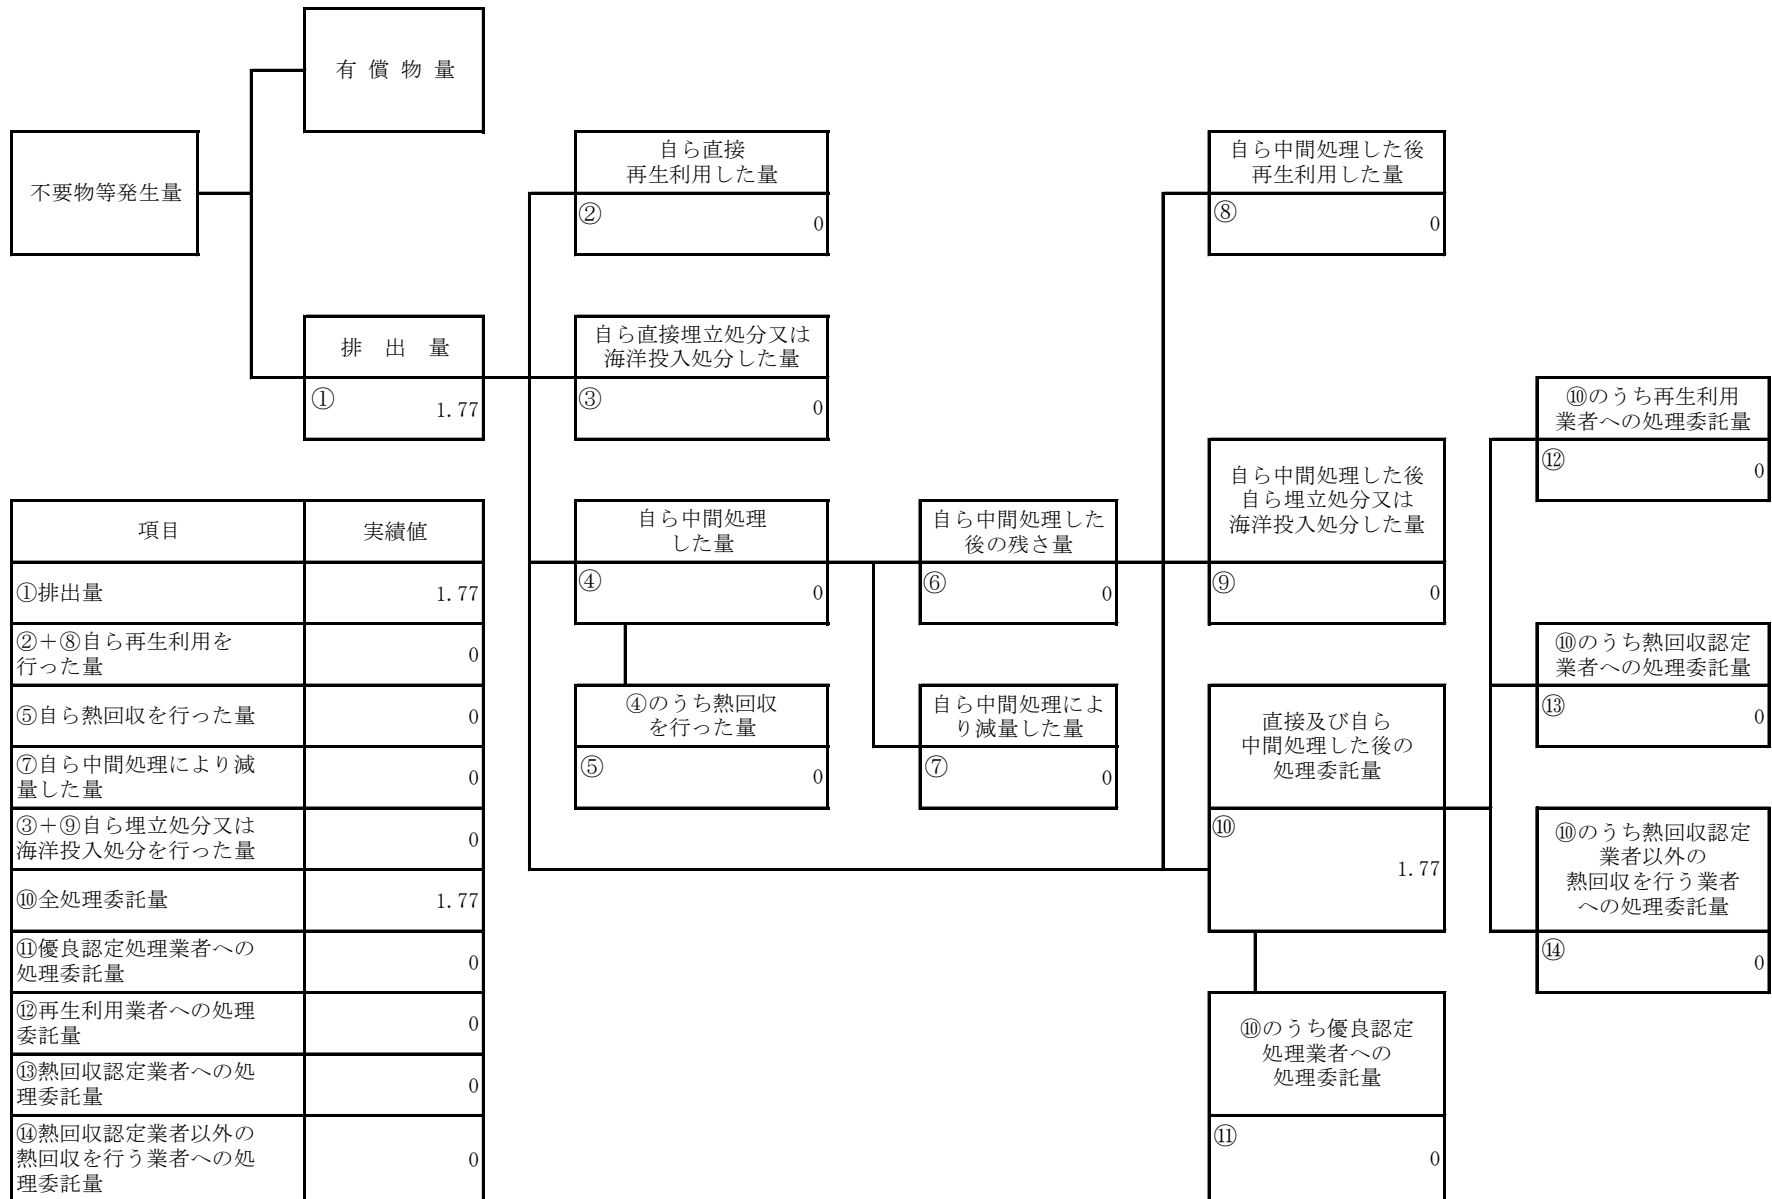 有償物量
不要物等発生量
排出量
① 1.77
自ら直接
再生利用した量
② 0
自ら直接埋立処分又は
海洋投入処分した量
③ 0
自ら中間処理
した量
④ 0
④のうち熱回収
を行った量
⑤ 0
自ら中間処理した
後の残さ量
⑥ 0
自ら中間処理によ
り減量した量
⑦ 0
自ら中間処理した後
再生利用した量
⑧ 0
自ら中間処理した後
自ら埋立処分又は
海洋投入処分した量
⑨ 0
直接及び自ら
中間処理した後の
処理委託量
⑩
1.77
⑩のうち優良認定
処理業者への
処理委託量
⑪
0
⑩のうち再生利用
業者への処理委託量
⑫ 0
⑩のうち熱回収認定
業者への処理委託量
⑬ 0
⑩のうち熱回収認定
業者以外の
熱回収を行う業者
への処理委託量
⑭ 0
項目 実績値
①排出量 1.77
②+⑧自ら再生利用を
行った量 0
⑤自ら熱回収を行った量 0
⑦自ら中間処理により減
量した量 0
③+⑨自ら埋立処分又は
海洋投入処分を行った量 0
⑩全処理委託量 1.77
⑪優良認定処理業者への
処理委託量 0
⑫再生利用業者への処理
委託量 0
⑬熱回収認定業者への処
理委託量 0
⑭熱回収認定業者以外の
熱回収を行う業者への処 0
理委託量